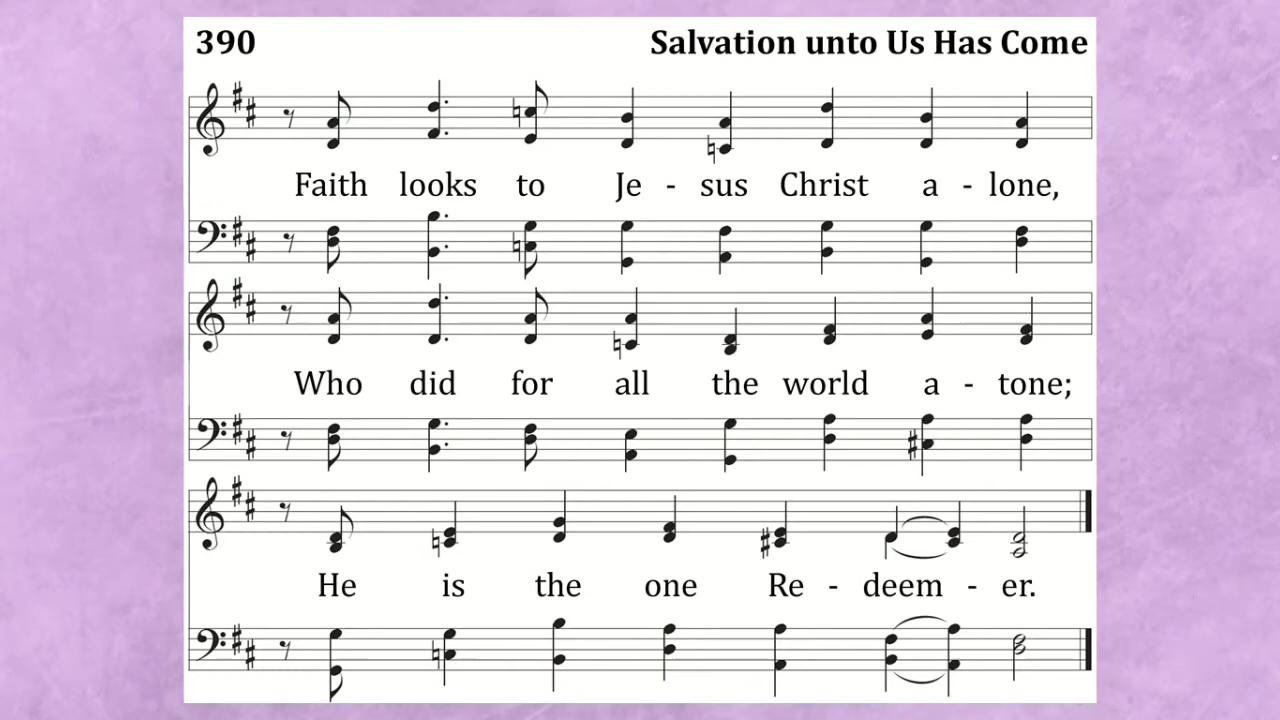 390 Salvation unto Us Has Come
Faith looks to Je - sus Christ a - lone,
Who did for all the world a - tone;
He is the one Re - deem - er.